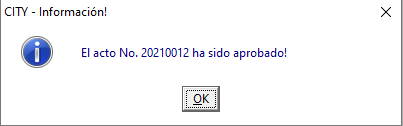 CITY - Información!
El acto No. 20210012 ha sido aprobado!
OK